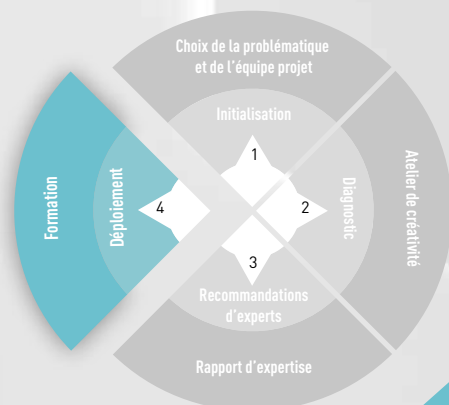 Choix de la problématique
et de l'équipe projet
Initialisation
1
Atelier de créativité
Diagnostic
2
3
Recommandations
d'experts
Rapport d'expertise
4
Déploiement
Formation